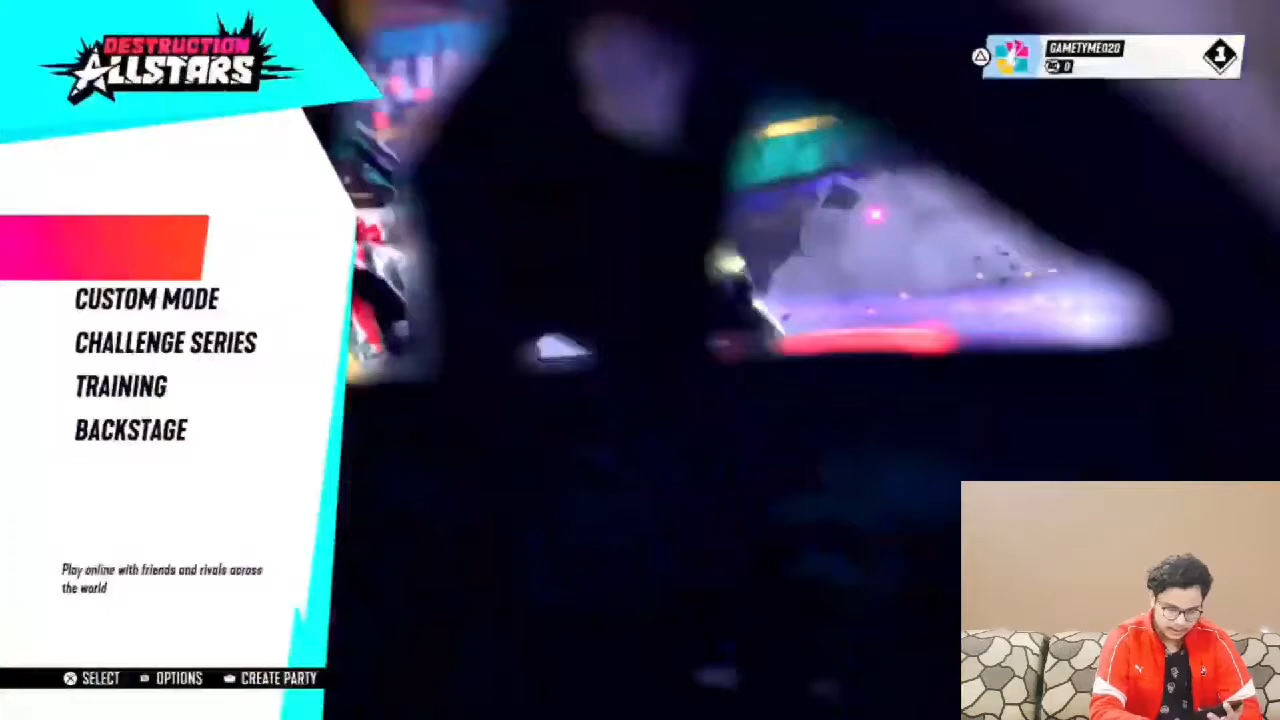 DESTRUCTION
ALLSTARS
GAMETYME020
0
1
CUSTOM MODE
CHALLENGE SERIES
TRAINING
BACKSTAGE
Play online with friends and rivals across
the world
SELECT OPTIONS CREATE PARTY